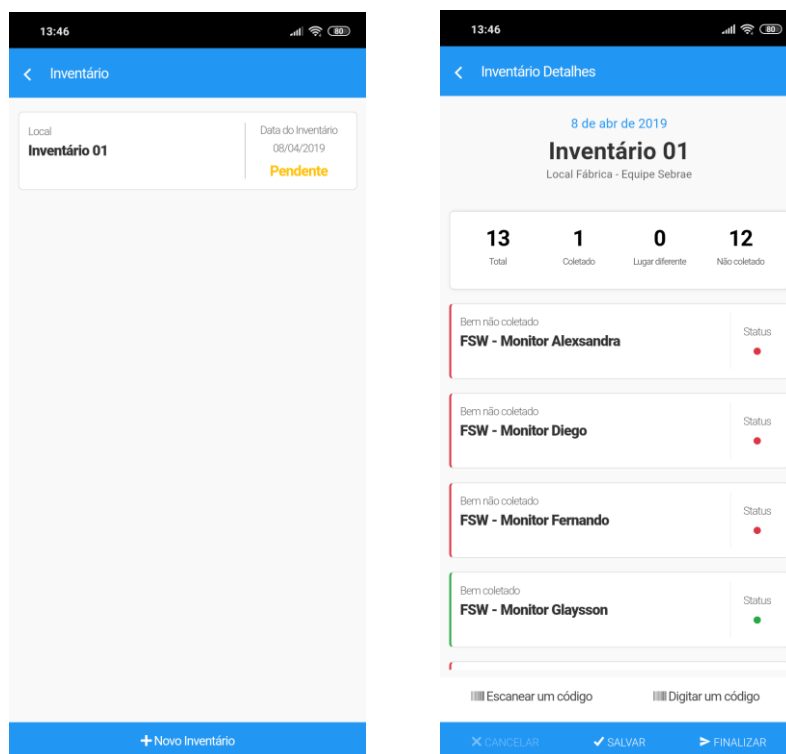 13:46
80
Inventário
Local
Inventário 01
Data do Inventário
08/04/2019
Pendente
Novo Inventário
13:46
80
Inventário Detalhes
8 de abr de 2019
Inventário 01
Local Fábrica - Equipe Sebrae
13 1 0 12
Total Coletado Lugar diferente Não coletado
Bem não coletado
FSW - Monitor Alexsandra
Status
Bem não coletado
FSW - Monitor Diego
Status
Bem não coletado
FSW - Monitor Fernando
Status
Bem coletado
FSW - Monitor Glaysson
Status
Escanear um código Digitar um código
CANCELAR SALVAR FINALIZAR